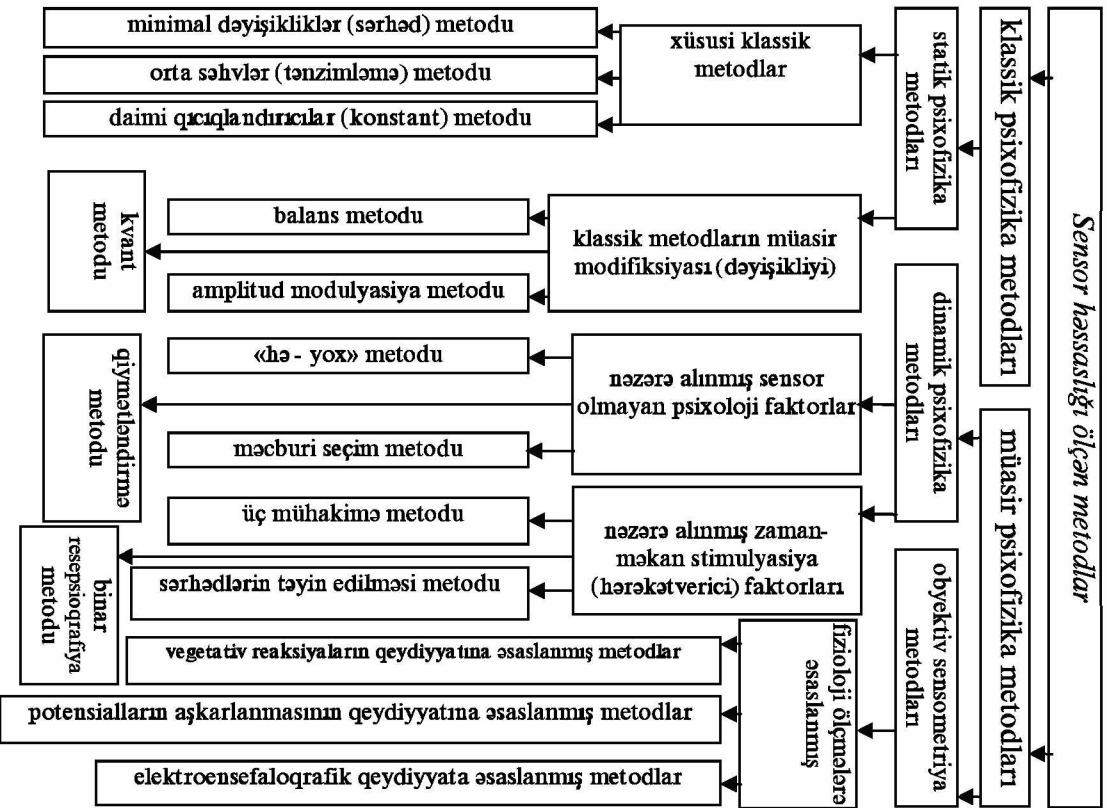 Sensor həssaslığı ölçən metodlar
klassik psixofizika metodları
müasir psixofizika metodları
statik psixofizika
metodları
dinamik psixofizika
metodları
obyektiv sensometriya
metodları
xüsusi klassik
metodlar
minimal dəyişikliklər (sərhəd) metodu
orta səhvlər (tənzimləmə) metodu
daimi qıcıqlandırıcılar (konstant) metodu
klassik metodların müasir
modifiksiyası (dəyişikliyi)
balans metodu
kvant
metodu
amplitud modulyasiya metodu
nəzərə alınmış sensor
olmayan psixoloji faktorlar
«hə - yox» metodu
qiymətləndirmə
metodu
məcburi seçim metodu
nəzərə alınmış zaman-
məkan stimulyasiya
(hərəkətverici) faktorları
üç mühakimə metodu
binar
resepsioqrafiya
metodu
sərhədlərin təyin edilməsi metodu
fizioloji ölçmələrə
əsaslanmış
vegetativ reaksiyaların qeydiyyatına əsaslanmış metodlar
potensialların aşkarlanmasının qeydiyyatına əsaslanmış metodlar
elektroensefaloqrafik qeydiyyata əsaslanmış metodlar